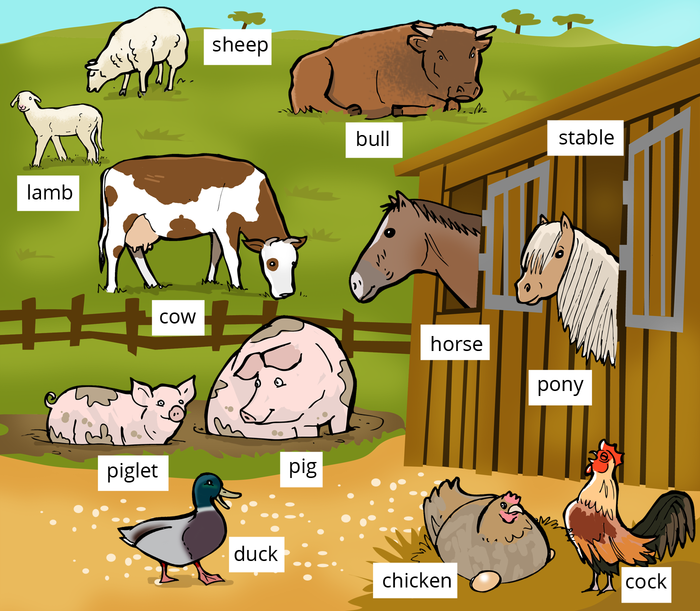 sheep
bull
stable
lamb
cow
horse
pony
piglet
pig
duck
chicken
cock